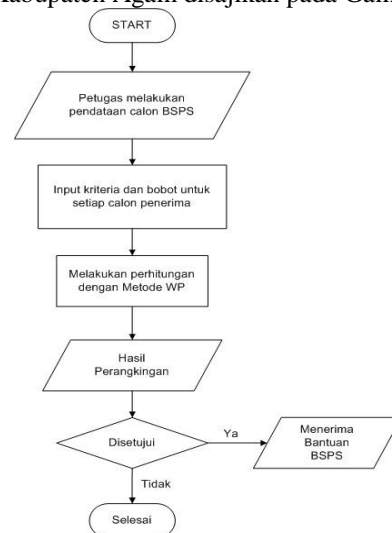 Kabupaten Agam disajikan pada Gam
START
Petugas melakukan
pendataan calon BSPS
Input kriteria dan bobot untuk
setiap calon penerima
Melakukan perhitungan
dengan Metode WP
Hasil
Perangkingan
Disetujui
Ya
Menerima
Bantuan
BSPS
Tidak
Selesai